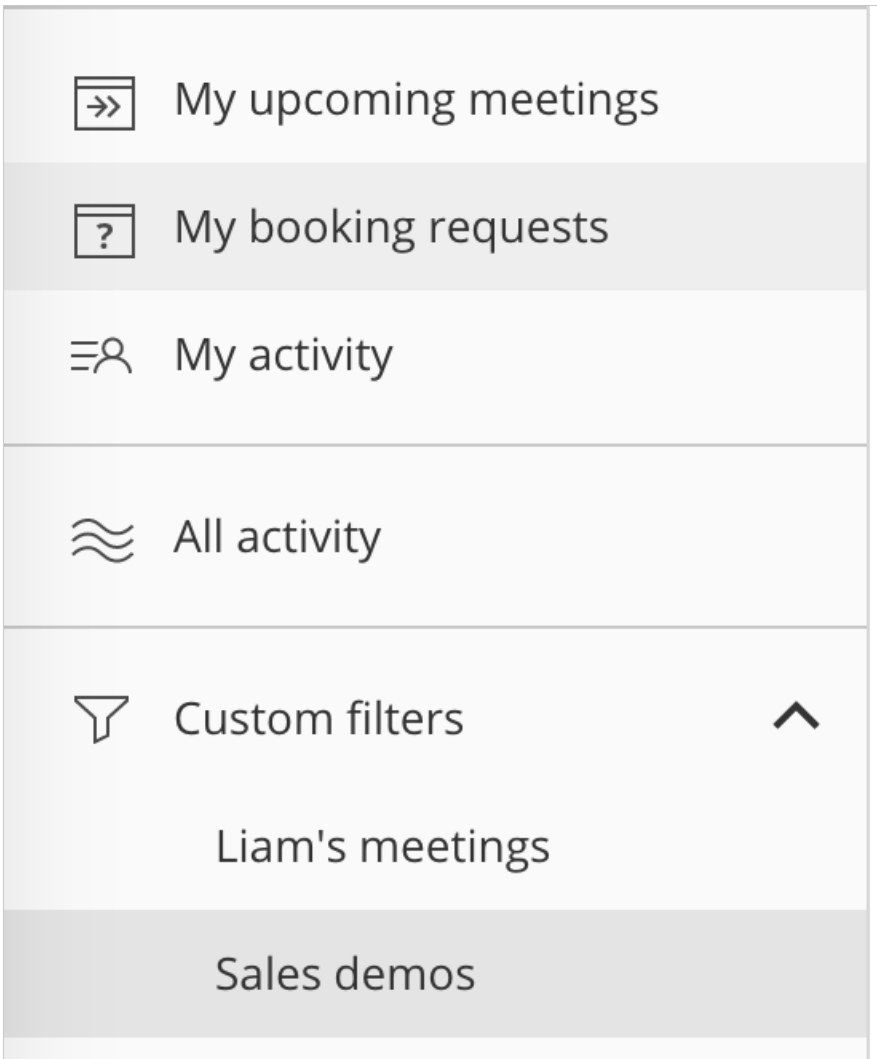 My upcoming meetings
?
My booking requests
My activity
All activity
Custom filters
Liam's meetings
Sales demos